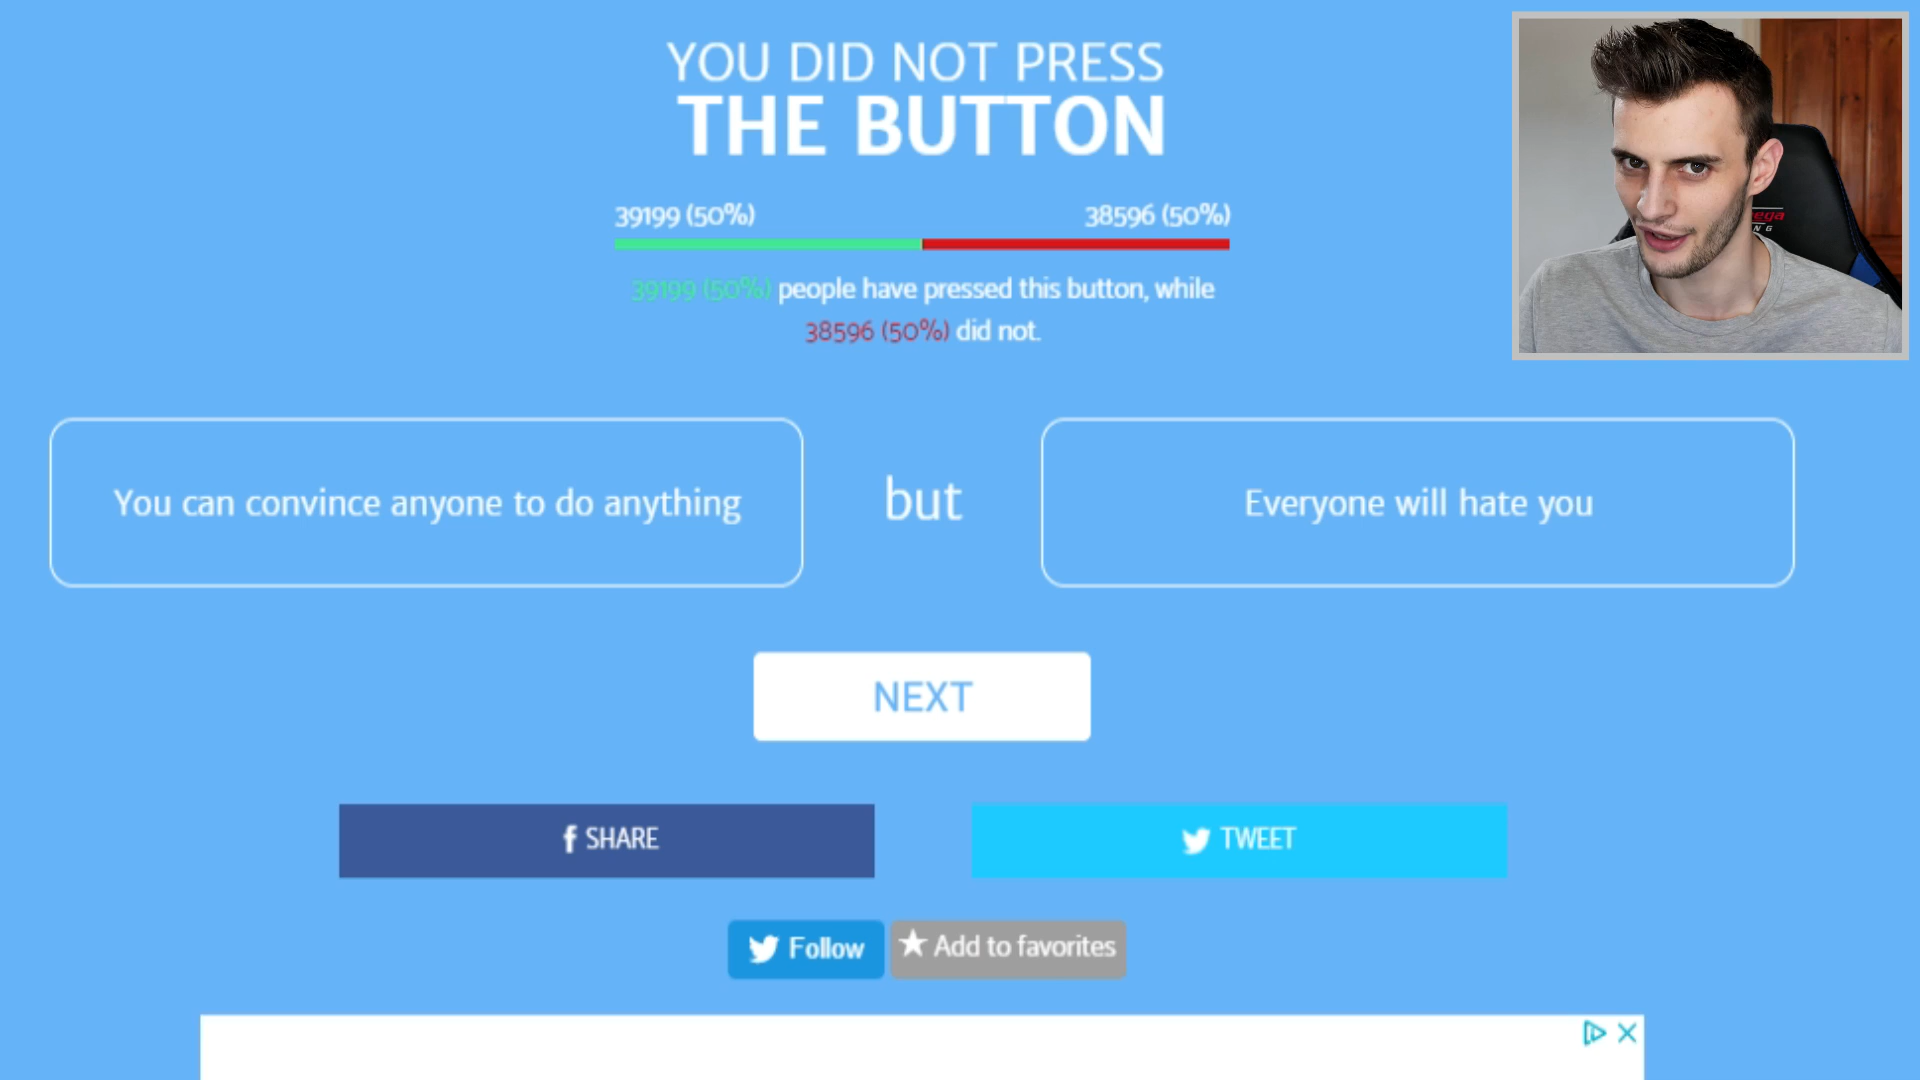 YOU DID NOT PRESS
THE BUTTON
39199 (50%)
38596 (50%)
39199 (50%) people have pressed this button, while
38596 (50%) did not.
You can convince anyone to do anything
but
Everyone will hate you
NEXT
f SHARE
TWEET
Follow
Add to favorites